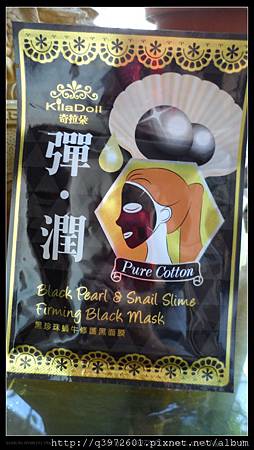 KilaDoll
奇拉朵
彈・潤
Pure Cotton
Black Pearl & Snail Slime
Firming Black Mask
黑珍珠蝸牛修護黑面膜
http://q3972601.pixnet.net/album